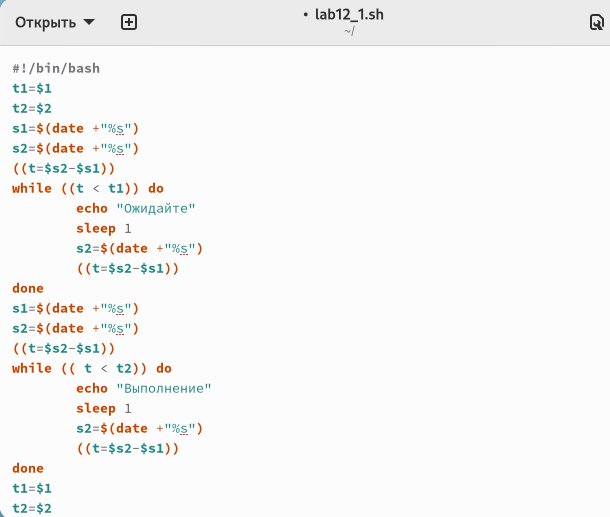 Открыть
• lab12_1.sh
~/
#!/bin/bash
t1=$1
t2=$2
s1=$(date +"%s")
s2=$(date +"%s")
((t=$s2-$s1))
while ((t < t1)) do
        echo "Ожидайте"
        sleep 1
        s2=$(date +"%s")
        ((t=$s2-$s1))
done
s1=$(date +"%s")
s2=$(date +"%s")
((t=$s2-$s1))
while (( t < t2)) do
        echo "Выполнение"
        sleep 1
        s2=$(date +"%s")
        ((t=$s2-$s1))
done
t1=$1
t2=$2